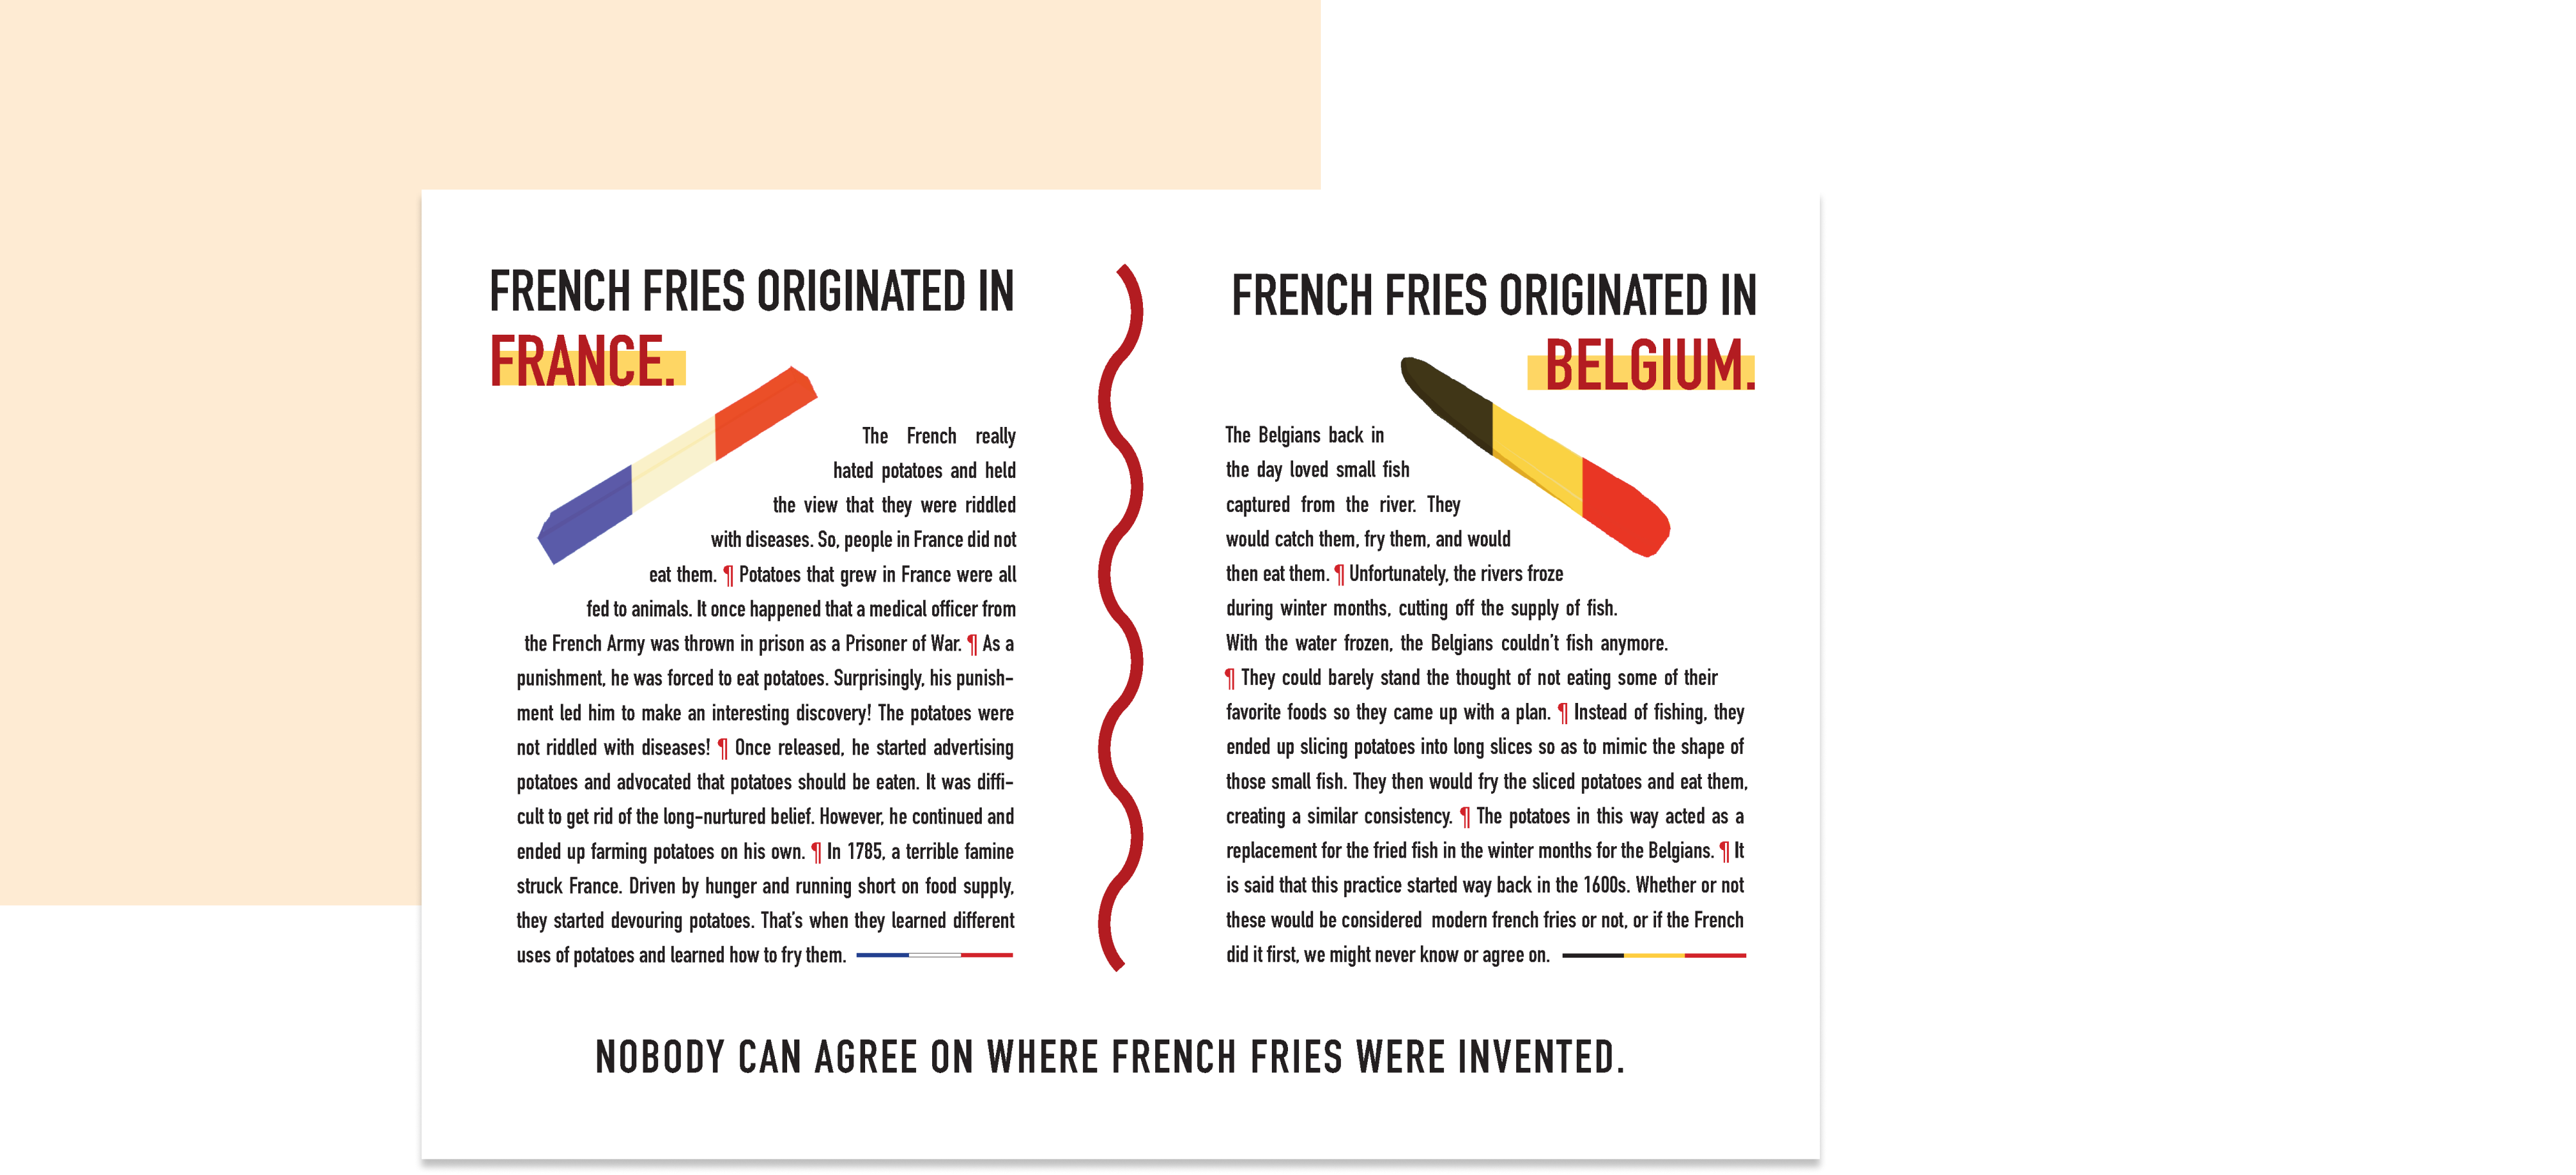 FRENCH FRIES ORIGINATED IN
FRANCE.
The French really
hated potatoes and held
the view that they were riddled
with diseases. So, people in France did not
eat them. ¶ Potatoes that grew in France were all
fed to animals. It once happened that a medical officer from
the French Army was thrown in prison as a Prisoner of War. ¶ As a
punishment, he was forced to eat potatoes. Surprisingly, his punish-
ment led him to make an interesting discovery! The potatoes were
not riddled with diseases! ¶ Once released, he started advertising
potatoes and advocated that potatoes should be eaten. It was diffi-
cult to get rid of the long-nurtured belief. However, he continued and
ended up farming potatoes on his own. ¶ In 1785, a terrible famine
struck France. Driven by hunger and running short on food supply,
they started devouring potatoes. That's when they learned different
uses of potatoes and learned how to fry them.
FRENCH FRIES ORIGINATED IN
BELGIUM.
The Belgians back in
the day loved small fish
captured from the river. They
would catch them, fry them, and would
then eat them. ¶ Unfortunately, the rivers froze
during winter months, cutting off the supply of fish.
With the water frozen, the Belgians couldn't fish anymore.
¶ They could barely stand the thought of not eating some of their
favorite foods so they came up with a plan. ¶ Instead of fishing, they
ended up slicing potatoes into long slices so as to mimic the shape of
those small fish. They then would fry the sliced potatoes and eat them,
creating a similar consistency. ¶ The potatoes in this way acted as a
replacement for the fried fish in the winter months for the Belgians. ¶ It
is said that this practice started way back in the 1600s. Whether or not
these would be considered modern french fries or not, or if the French
did it first, we might never know or agree on.
NOBODY CAN AGREE ON WHERE FRENCH FRIES WERE INVENTED.